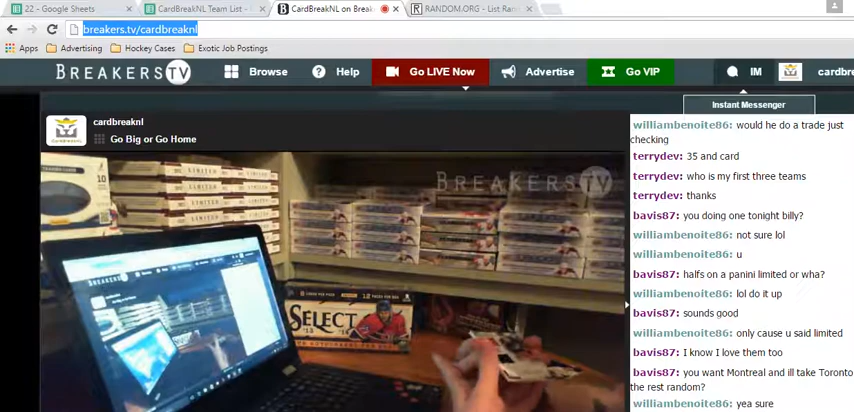 22 - Google Sheets
CardBreakNL Team List -
CardBreakNL on Break
RANDOM.ORG - List Ran
breakers.tv/cardbreaknl
Apps
Advertising
Hockey Cases
Exotic Job Postings
BREAKERS TV
Browse
Help
Go LIVE Now
Advertise
Go VIP
IM
cardbre
Instant Messenger
cardbreaknl
Go Big or Go Home
BREAKERS TV
LIMITED
SELECT
BREAKERS TV
williambenoite86: would he do a trade just
checking
terrydev: 35 and card
terrydev: who is my first three teams
terrydev: thanks
bavis87: you doing one tonight billy?
williambenoite86: not sure lol
williambenoite86: u
bavis87: halfs on a panini limited or wha?
williambenoite86: lol do it up
bavis87: sounds good
williambenoite86: only cause u said limited
bavis87: I know I love them too
bavis87: you want Montreal and ill take Toronto
the rest random?
williambenoite86: yea sure